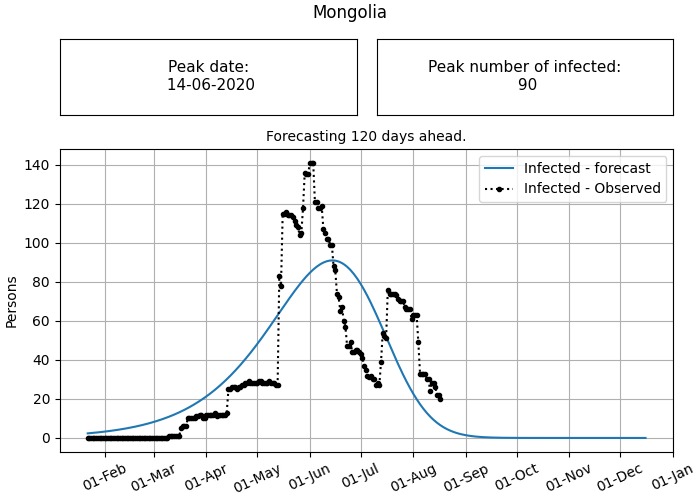 Mongolia
Peak date:
14-06-2020
Peak number of infected:
90
Forecasting 120 days ahead.
Infected - forecast
Infected - Observed
Persons
140
120
100
80
60
40
20
0
01-Feb
01-Mar
01-Apr
01-May
01-Jun
01-Jul
01-Aug
01-Sep
01-Oct
01-Nov
01-Dec
01-Jan